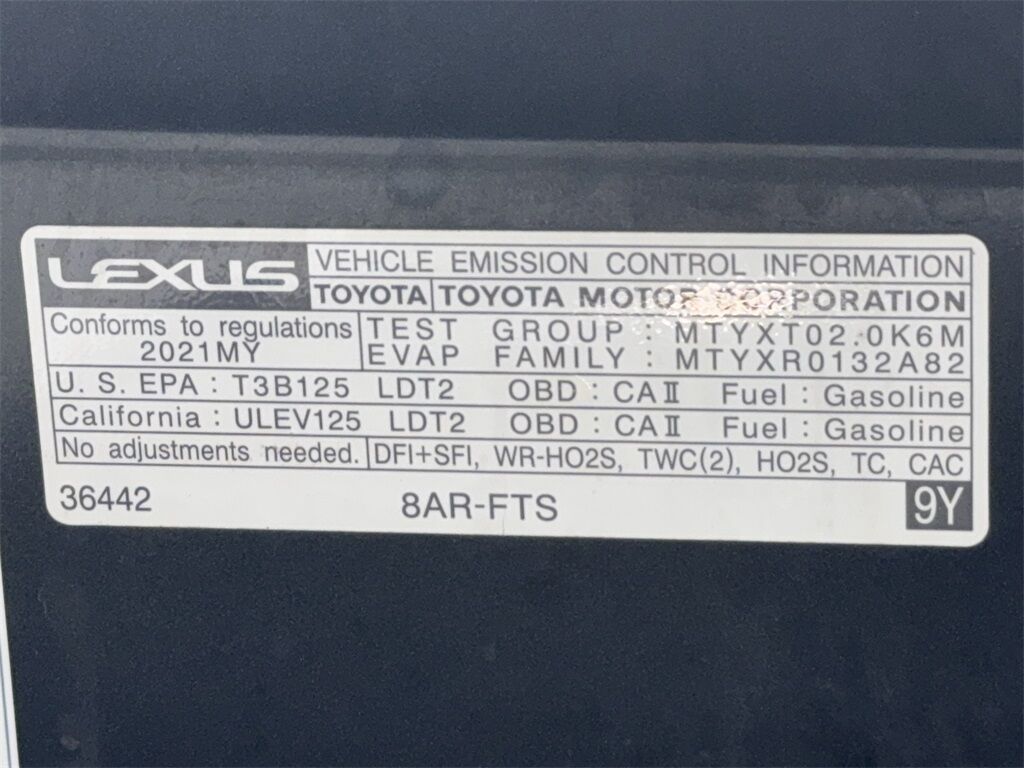 LEXUS VEHICLE EMISSION CONTROL INFORMATION
TOYOTA TOYOTA MOTOR CORPORATION
Conforms to regulations 2021MY
TEST GROUP : MTYXT02.0K6M
EVAP FAMILY : MTYXR0132A82
U. S. EPA : T3B125 LDT2 OBD : CAⅡ Fuel : Gasoline
California : ULEV125 LDT2 OBD : CAⅡ Fuel : Gasoline
No adjustments needed. DFI+SFI, WR-HO2S, TWC(2), HO2S, TC, CAC
36442 8AR-FTS 9Y